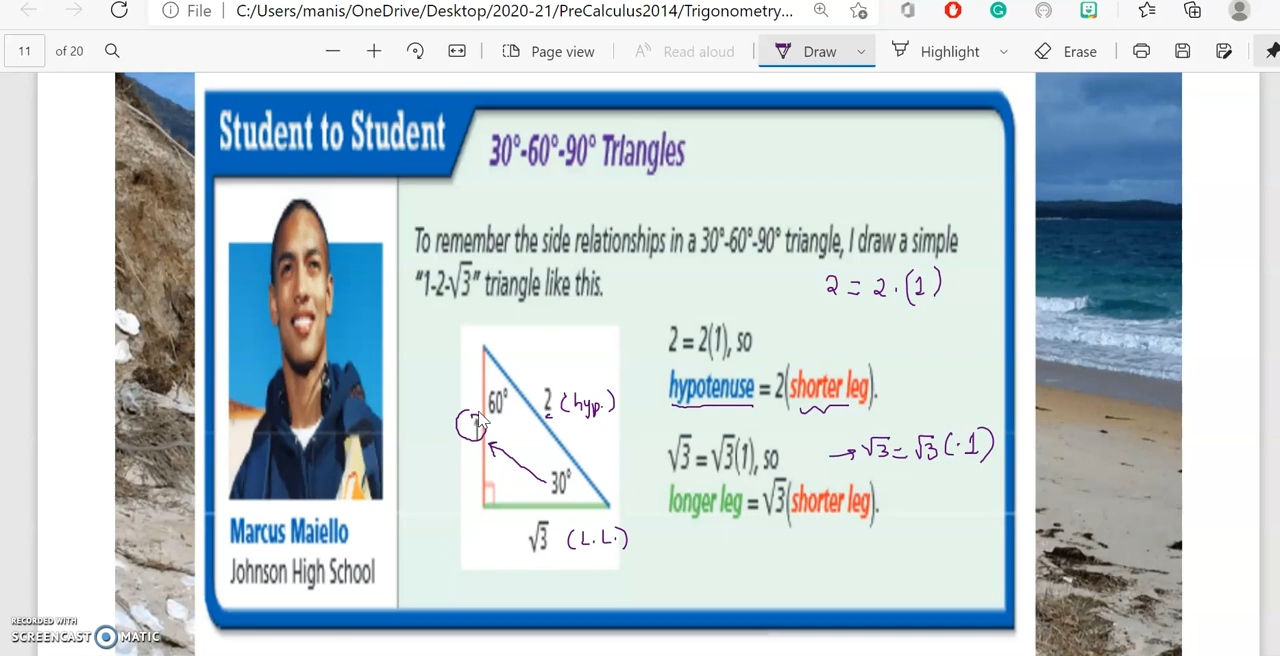 File
C:/Users/manis/OneDrive/Desktop/2020-21/PreCalculus2014/Trigonometry...
11 of 20
Page view
Read aloud
Draw
Highlight
Erase
Student to Student
30°-60°-90° Triangles
To remember the side relationships in a 30°-60°-90° triangle, I draw a simple
"1-2-√3" triangle like this.
2 = 2 · (1)
2 = 2(1), so
hypotenuse = 2(shorter leg).
60°
2 (hyp.)
30°
√3 (L.L.)
√3 = √3(1), so
→ √3 = √3 (· 1)
longer leg = √3(shorter leg).
Marcus Maiello
Johnson High School
RECORDED WITH
SCREENCAST MATIC